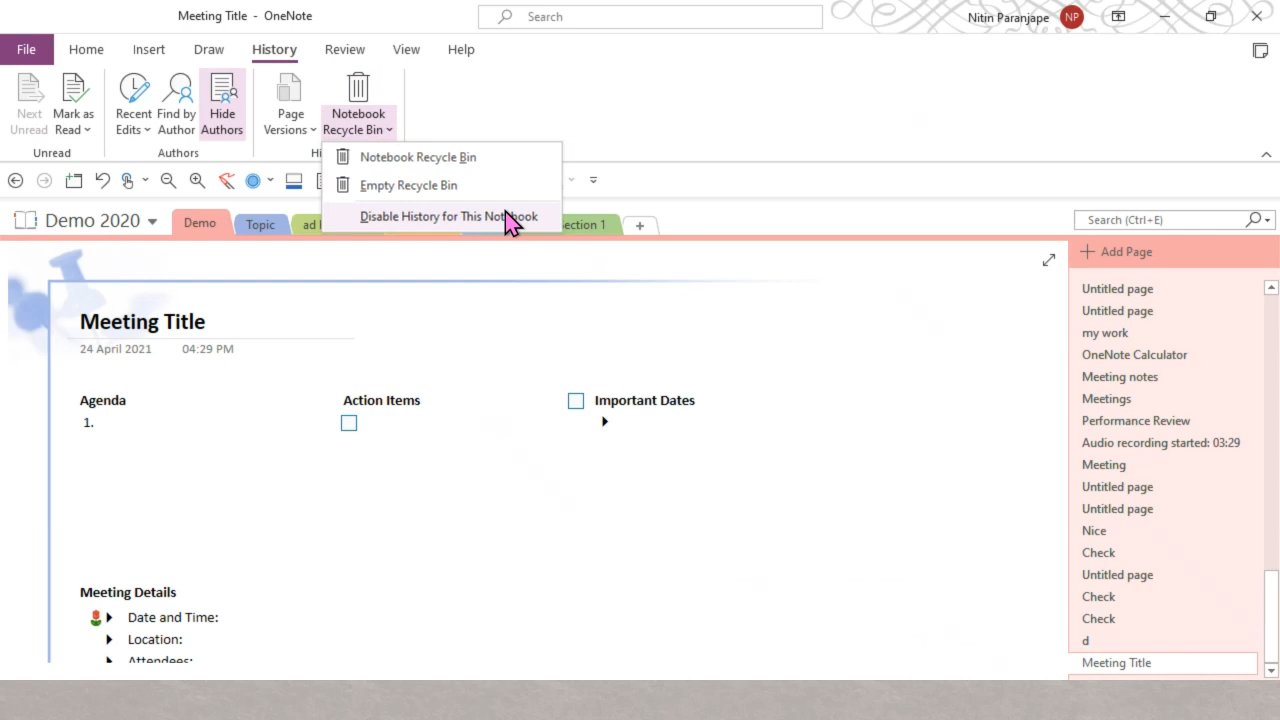 Meeting Title - OneNote
Search
Nitin Paranjape
NP
File Home Insert Draw History Review View Help
Next Unread
Mark as Read
Recent Edits
Find by Author
Hide Authors
Page Versions
Notebook Recycle Bin
Unread
Authors
Notebook Recycle Bin
Empty Recycle Bin
Disable History for This Notebook
Demo 2020
Demo
Topic
ad
ection 1
Search (Ctrl+E)
Add Page
Meeting Title
24 April 2021 04:29 PM
Agenda
1.
Action Items
Important Dates
Meeting Details
Date and Time:
Location:
Attendees:
Untitled page
Untitled page
my work
OneNote Calculator
Meeting notes
Meetings
Performance Review
Audio recording started: 03:29
Meeting
Untitled page
Untitled page
Nice
Check
Untitled page
Check
Check
d
Meeting Title